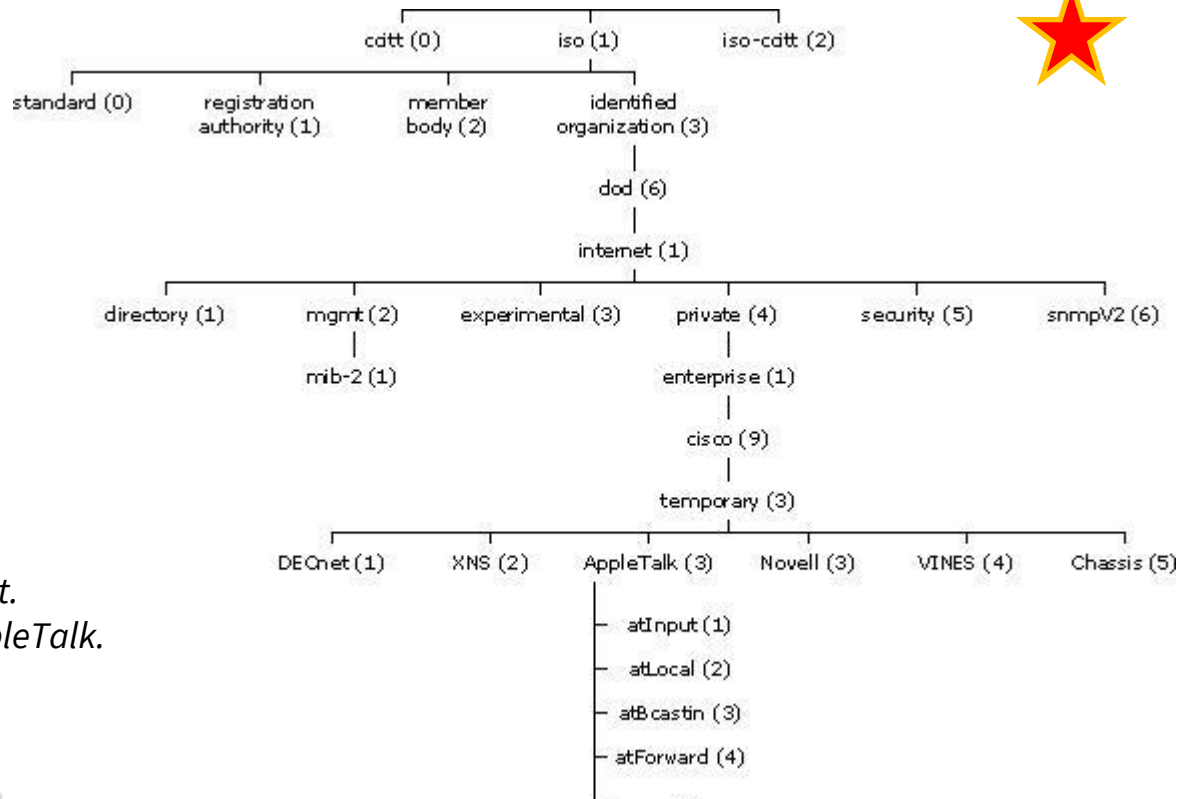 ccitt (0) iso (1) iso-ccitt (2)
standard (0) registration authority (1) member body (2) identified organization (3)
dod (6)
internet (1)
directory (1) mgmt (2) experimental (3) private (4) security (5) snmpV2 (6)
mib-2 (1) enterprise (1)
cisco (9)
temporary (3)
DECnet (1) XNS (2) AppleTalk (3) Novell (3) VINES (4) Chassis (5)
t.
pleTalk.
atInput (1)
atLocal (2)
atBcastin (3)
atForward (4)